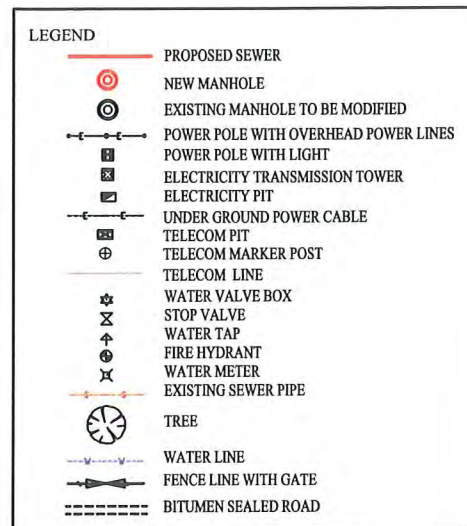 LEGEND
PROPOSED SEWER
NEW MANHOLE
EXISTING MANHOLE TO BE MODIFIED
POWER POLE WITH OVERHEAD POWER LINES
POWER POLE WITH LIGHT
ELECTRICITY TRANSMISSION TOWER
ELECTRICITY PIT
UNDER GROUND POWER CABLE
TELECOM PIT
TELECOM MARKER POST
TELECOM LINE
WATER VALVE BOX
STOP VALVE
WATER TAP
FIRE HYDRANT
WATER METER
EXISTING SEWER PIPE
TREE
WATER LINE
FENCE LINE WITH GATE
BITUMEN SEALED ROAD